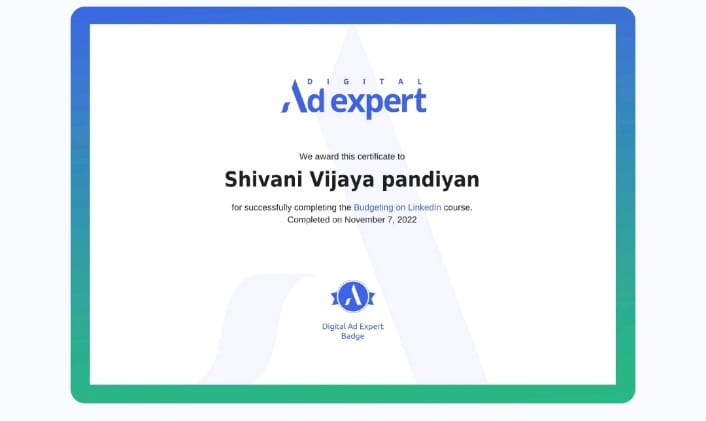 DIGITAL
Ad expert
We award this certificate to
Shivani Vijaya pandiyan
for successfully completing the Budgeting on Linkedin course.
Completed on November 7, 2022
Digital Ad Expert
Badge